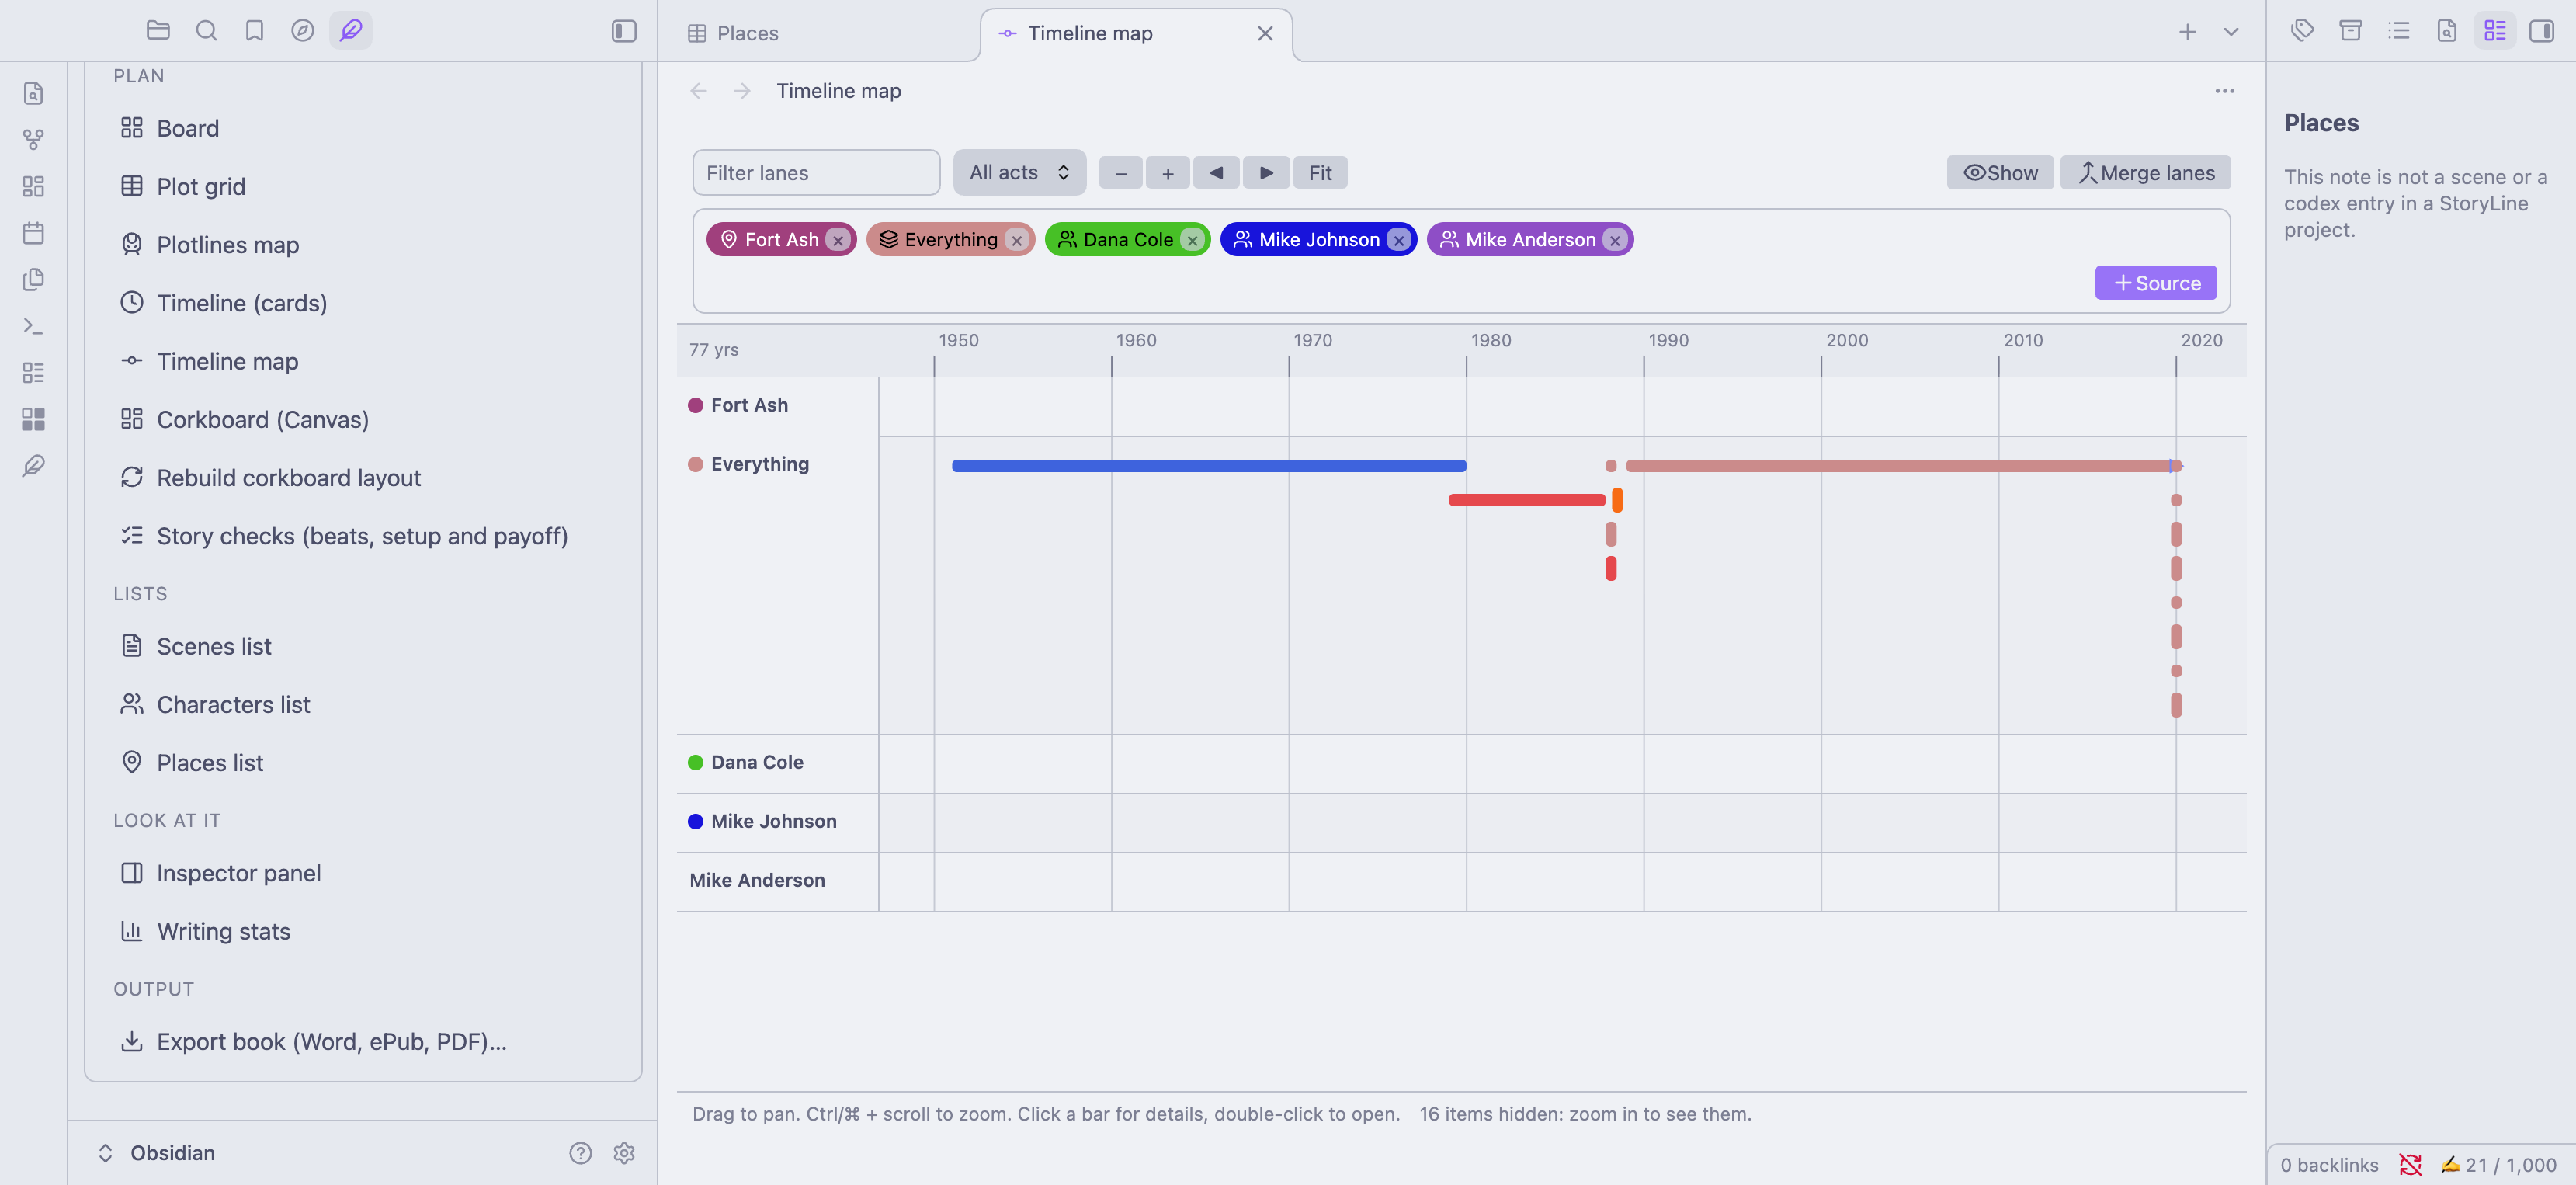 Places
Timeline map
PLAN
Board
Plot grid
Plotlines map
Timeline (cards)
Timeline map
Corkboard (Canvas)
Rebuild corkboard layout
Story checks (beats, setup and payoff)
LISTS
Scenes list
Characters list
Places list
LOOK AT IT
Inspector panel
Writing stats
OUTPUT
Export book (Word, ePub, PDF)...
Obsidian
Timeline map
Filter lanes
All acts
− + ◀ ▶ Fit
Show
Merge lanes
Fort Ash × Everything × Dana Cole × Mike Johnson × Mike Anderson ×
+ Source
77 yrs
1950 1960 1970 1980 1990 2000 2010 2020
Fort Ash
Everything
Dana Cole
Mike Johnson
Mike Anderson
Drag to pan. Ctrl/⌘ + scroll to zoom. Click a bar for details, double-click to open. 16 items hidden: zoom in to see them.
Places
This note is not a scene or a
codex entry in a StoryLine
project.
0 backlinks ✍ 21 / 1,000